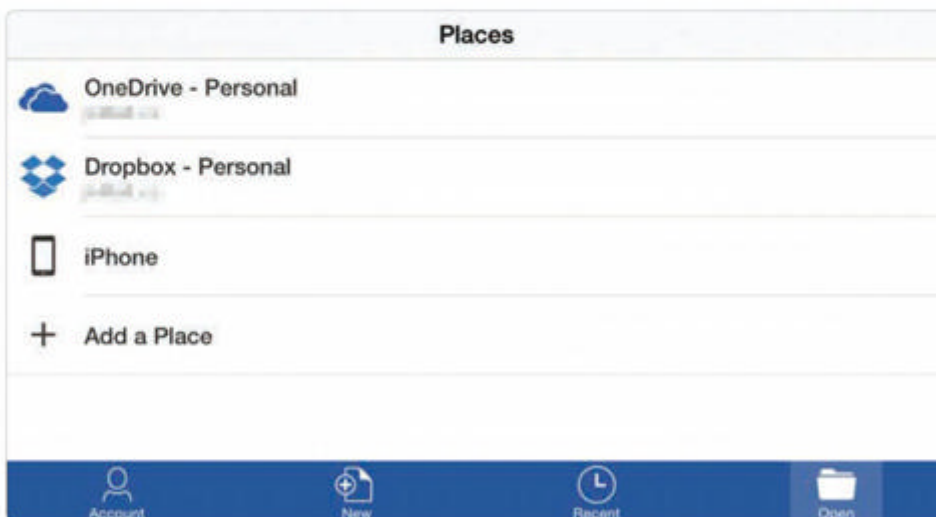 Places
OneDrive - Personal
Dropbox - Personal
iPhone
Add a Place
Account
New
Recent
Open